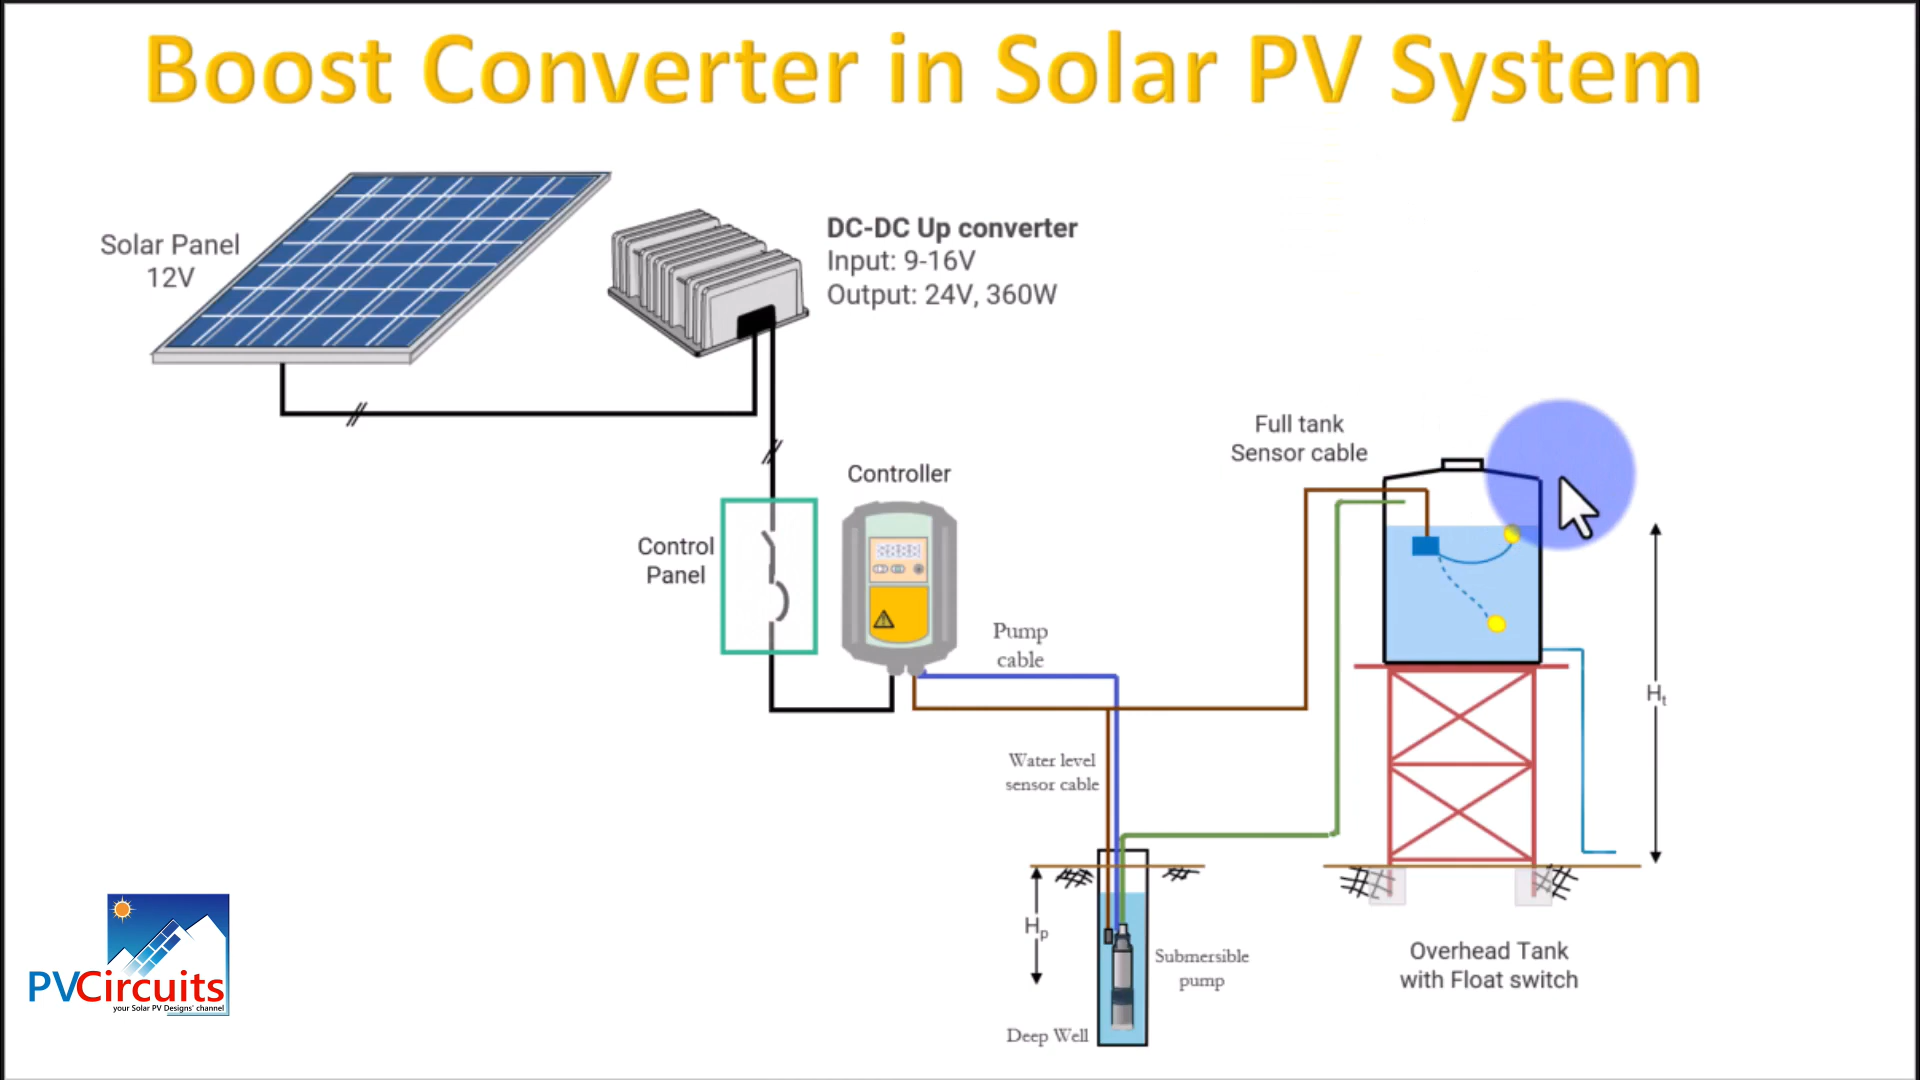 Boost Converter in Solar PV System
Solar Panel
12V
DC-DC Up converter
Input: 9-16V
Output: 24V, 360W
Full tank
Sensor cable
Controller
Control
Panel
Pump
cable
Ht
Water level
sensor cable
Hp
Submersible
pump
Overhead Tank
with Float switch
Deep Well
PVCircuits
your Solar PV Designs' channel